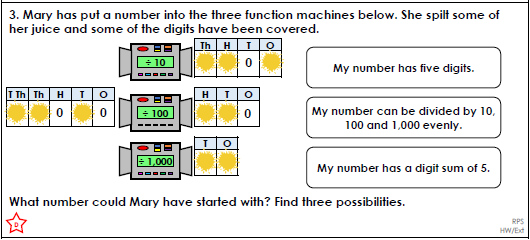 3. Mary has put a number into the three function machines below. She spilt some of
her juice and some of the digits have been covered.
Th H T O
÷ 10
0
My number has five digits.
T Th Th H T O
0 0
÷ 100
H T O
0
My number can be divided by 10,
100 and 1,000 evenly.
T O
÷ 1,000
My number has a digit sum of 5.
What number could Mary have started with? Find three possibilities.
D
RPS
HW/Ext